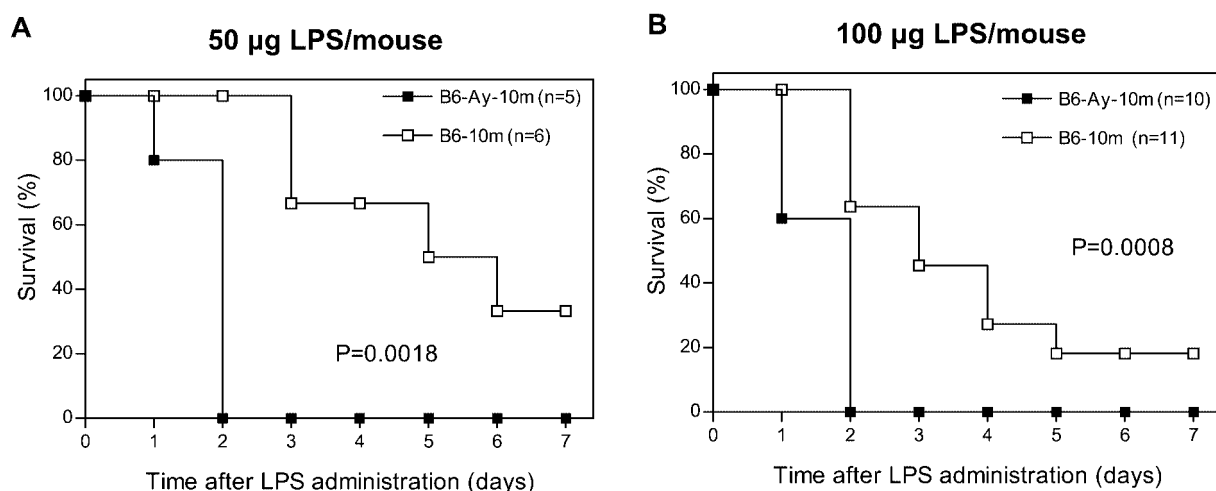 A
50 µg LPS/mouse
B6-Ay-10m (n=5)
B6-10m (n=6)
100
80
60
40
20
0
Survival (%)
P=0.0018
0 1 2 3 4 5 6 7
Time after LPS administration (days)
B
100 µg LPS/mouse
B6-Ay-10m (n=10)
B6-10m (n=11)
100
80
60
40
20
0
Survival (%)
P=0.0008
0 1 2 3 4 5 6 7
Time after LPS administration (days)